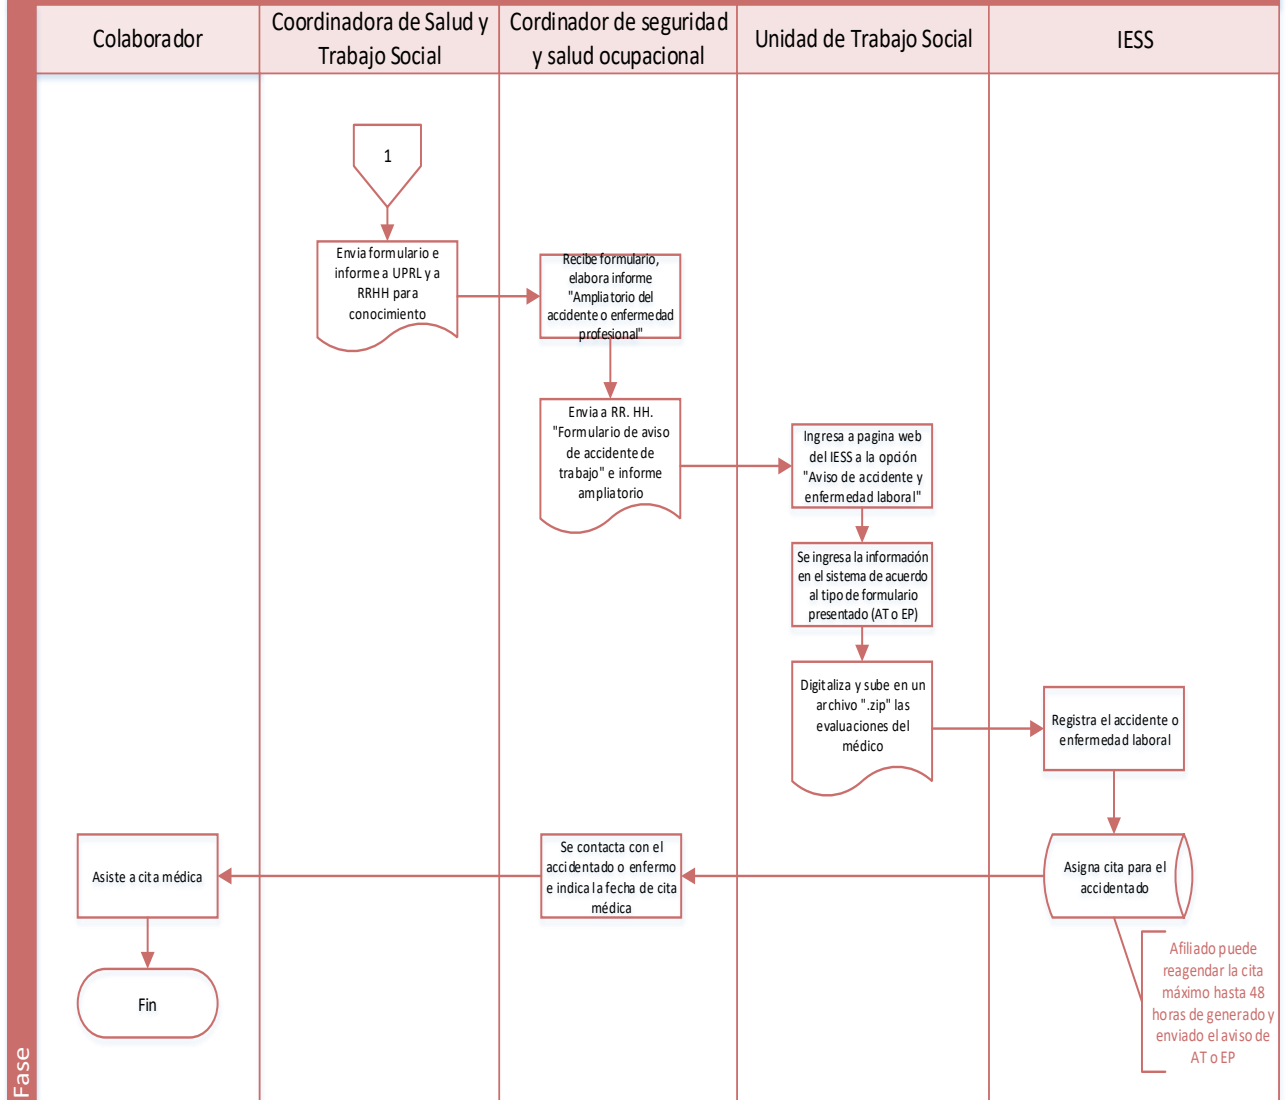 Colaborador
Coordinadora de Salud y
Trabajo Social
Cordinador de seguridad
y salud ocupacional
Unidad de Trabajo Social
IESS
1
Envia formulario e
informe a UPRL y a
RRHH para
conocimiento
Recibe formulario,
elabora informe
"Ampliatorio del
accidente o enfermedad
profesional"
Envia a RR. HH.
"Formulario de aviso
de accidente de
trabajo" e informe
ampliatorio
Ingresa a pagina web
del IESS a la opción
"Aviso de accidente y
enfermedad laboral"
Se ingresa la información
en el sistema de acuerdo
al tipo de formulario
presentado (AT o EP)
Digitaliza y sube en un
archivo ".zip" las
evaluaciones del
médico
Registra el accidente o
enfermedad laboral
Asigna cita para el
accidentado
Se contacta con el
accidentado o enfermo
e indica la fecha de cita
médica
Asiste a cita médica
Fin
Afiliado puede
reagendar la cita
máximo hasta 48
horas de generado y
enviado el aviso de
AT o EP
Fase